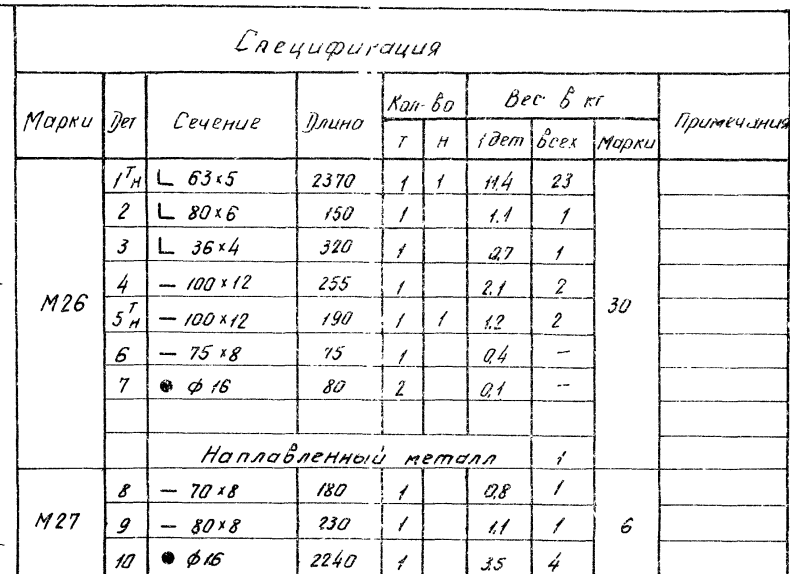 Спецификация
Марки Дет Сечение Длина Кол-во Вес в кг Примечания
т н 1 дет всех Марки
М26 30
1 т н L 63×5 2370 1 1 11.4 23
2 L 80×6 150 1 1.1 1
3 L 36×4 320 1 0.7 1
4 — 100×12 255 1 2.1 2
5 т н — 100×12 190 1 1 1.2 2
6 — 75×8 75 1 0.4 —
7 ● ф 16 80 2 0.1 —
Наплавленный металл 1
М27 6
8 — 70×8 180 1 0.8 1
9 — 80×8 230 1 1.1 1
10 ● ф 16 2240 1 3.5 4